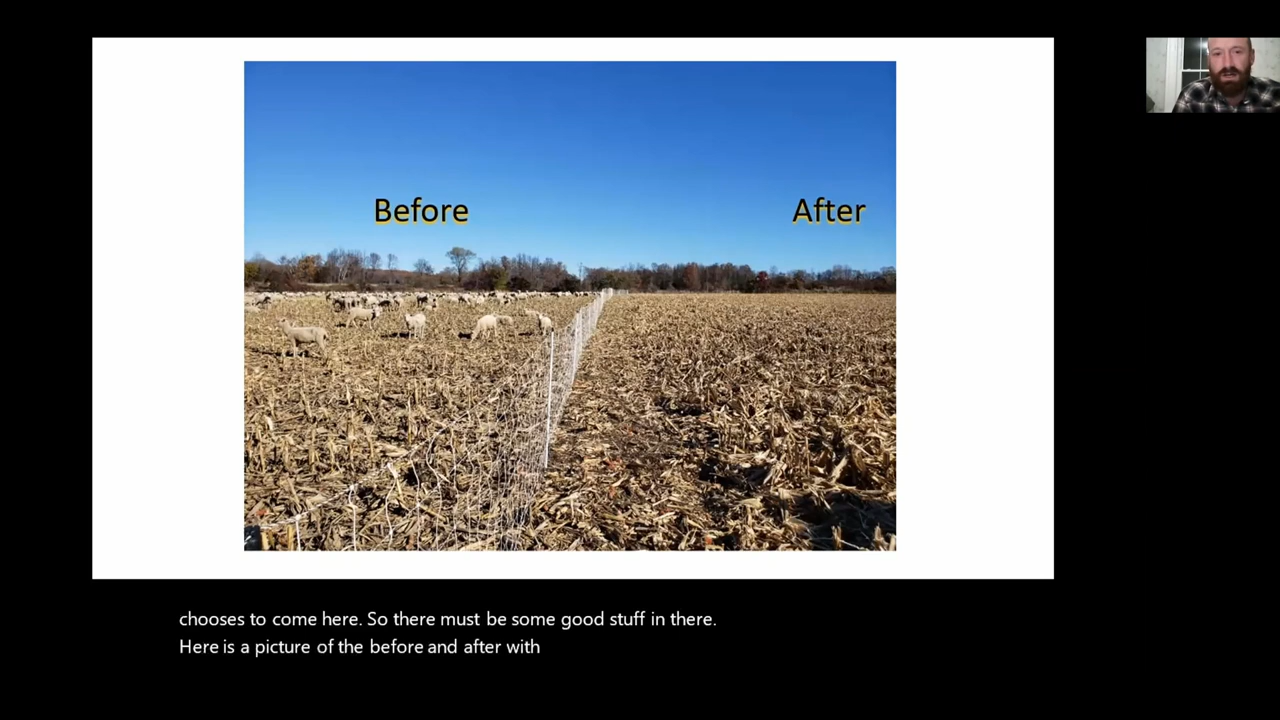 Before
After
chooses to come here. So there must be some good stuff in there.
Here is a picture of the before and after with